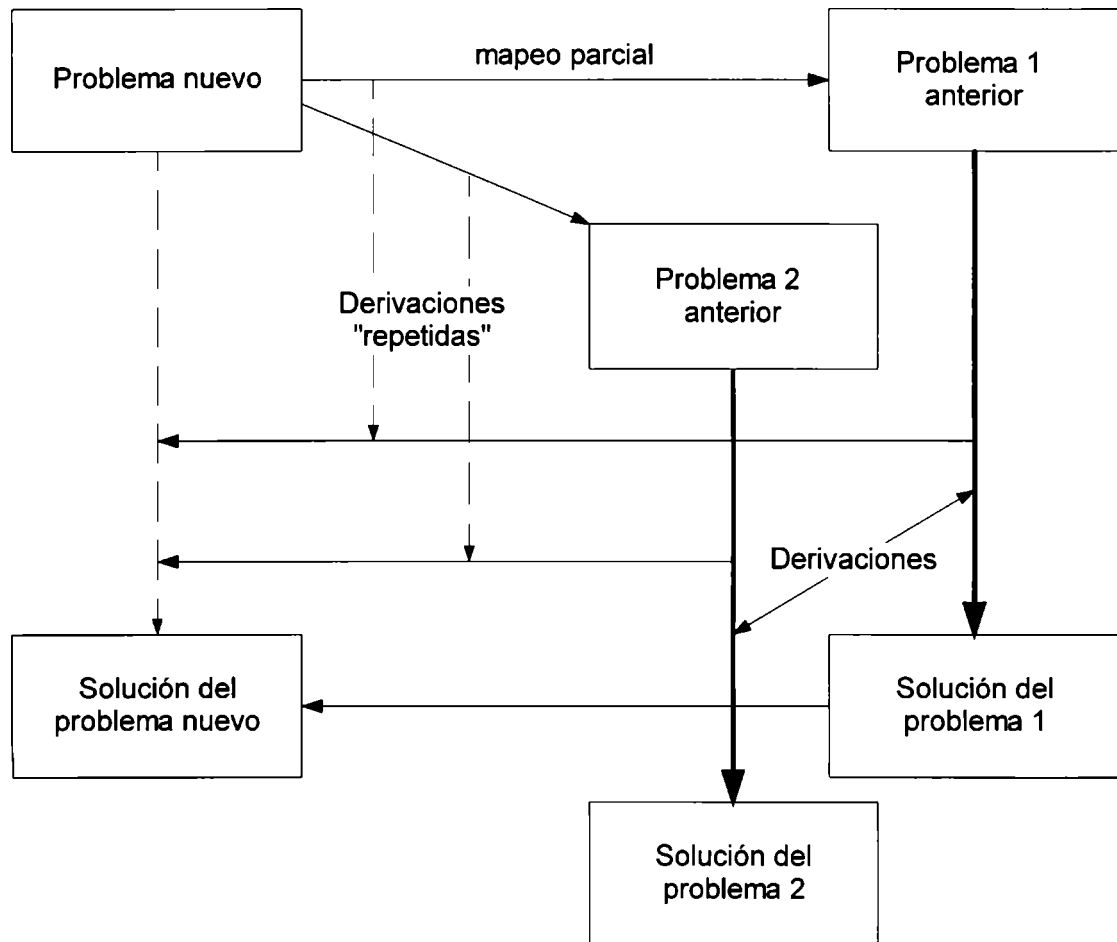 Problema nuevo
mapeo parcial
Problema 1
anterior
Problema 2
anterior
Derivaciones
"repetidas"
Derivaciones
Solución del
problema nuevo
Solución del
problema 1
Solución del
problema 2